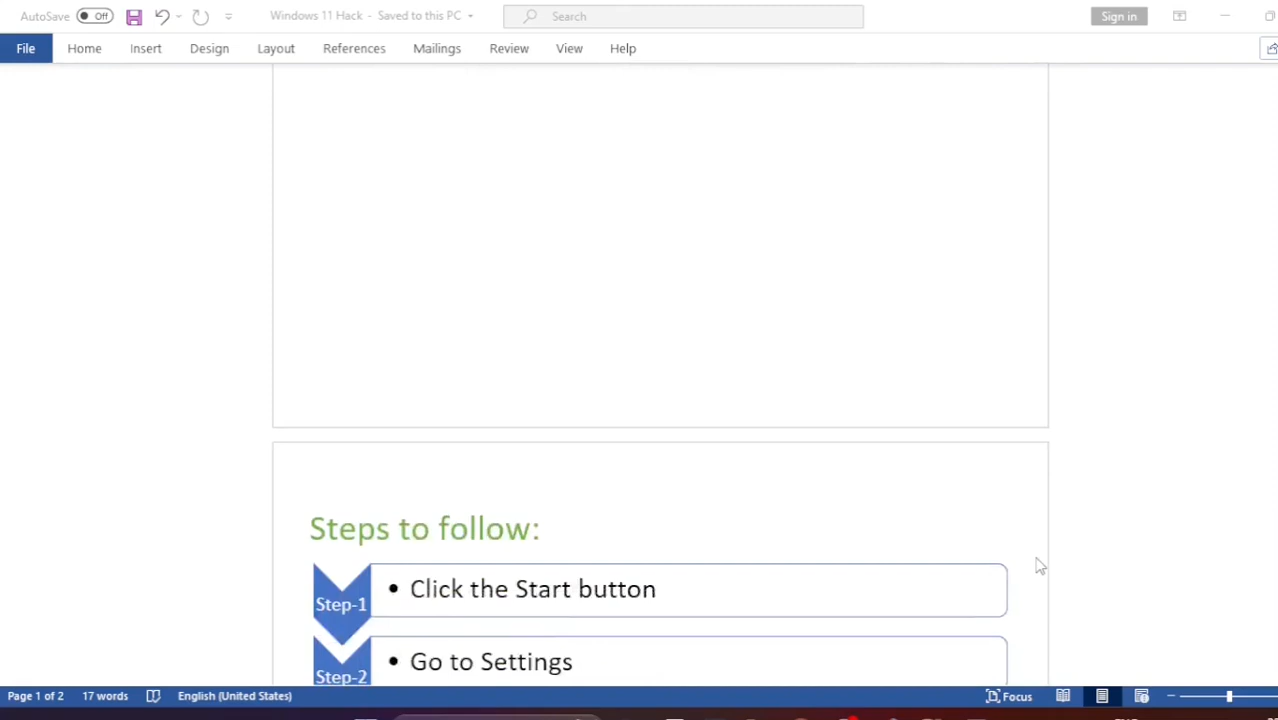 AutoSave Off Windows 11 Hack - Saved to this PC Search Sign in
File Home Insert Design Layout References Mailings Review View Help
Steps to follow:
Step-1 • Click the Start button
Step-2 • Go to Settings
Page 1 of 2 17 words English (United States) Focus